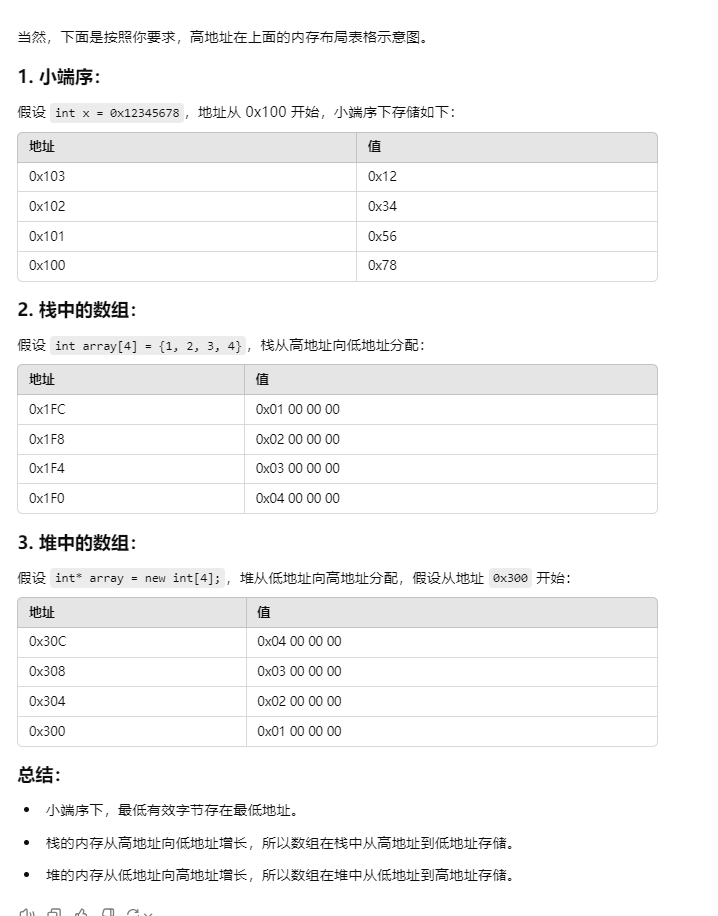 当然，下面是按照你要求，高地址在上面的内存布局表格示意图。
1. 小端序：
假设 int x = 0x12345678，地址从 0x100 开始，小端序下存储如下：
地址 值
0x103 0x12
0x102 0x34
0x101 0x56
0x100 0x78
2. 栈中的数组：
假设 int array[4] = {1, 2, 3, 4}，栈从高地址向低地址分配：
地址 值
0x1FC 0x01 00 00 00
0x1F8 0x02 00 00 00
0x1F4 0x03 00 00 00
0x1F0 0x04 00 00 00
3. 堆中的数组：
假设 int* array = new int[4];，堆从低地址向高地址分配，假设从地址 0x300 开始：
地址 值
0x30C 0x04 00 00 00
0x308 0x03 00 00 00
0x304 0x02 00 00 00
0x300 0x01 00 00 00
总结：
• 小端序下，最低有效字节存在最低地址。
• 栈的内存从高地址向低地址增长，所以数组在栈中从高地址到低地址存储。
• 堆的内存从低地址向高地址增长，所以数组在堆中从低地址到高地址存储。